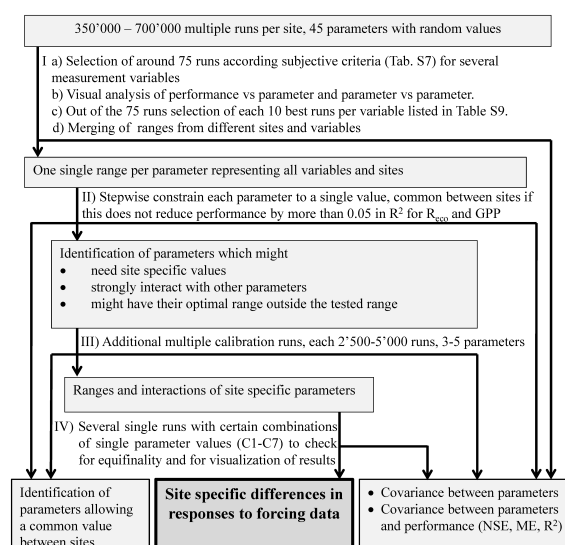 350’000 – 700’000 multiple runs per site, 45 parameters with random values
I a) Selection of around 75 runs according subjective criteria (Tab. S7) for several
measurement variables
b) Visual analysis of performance vs parameter and parameter vs parameter.
c) Out of the 75 runs selection of each 10 best runs per variable listed in Table S9.
d) Merging of ranges from different sites and variables
One single range per parameter representing all variables and sites
II) Stepwise constrain each parameter to a single value, common between sites if
this does not reduce performance by more than 0.05 in R² for Reco and GPP
Identification of parameters which might
• need site specific values
• strongly interact with other parameters
• might have their optimal range outside the tested range
III) Additional multiple calibration runs, each 2’500-5’000 runs, 3-5 parameters
Ranges and interactions of site specific parameters
IV) Several single runs with certain combinations
of single parameter values (C1-C7) to check
for equifinality and for visualization of results
Identification of
parameters allowing
a common value
between sites
Site specific differences in
responses to forcing data
• Covariance between parameters
• Covariance between parameters
and performance (NSE, ME, R²)